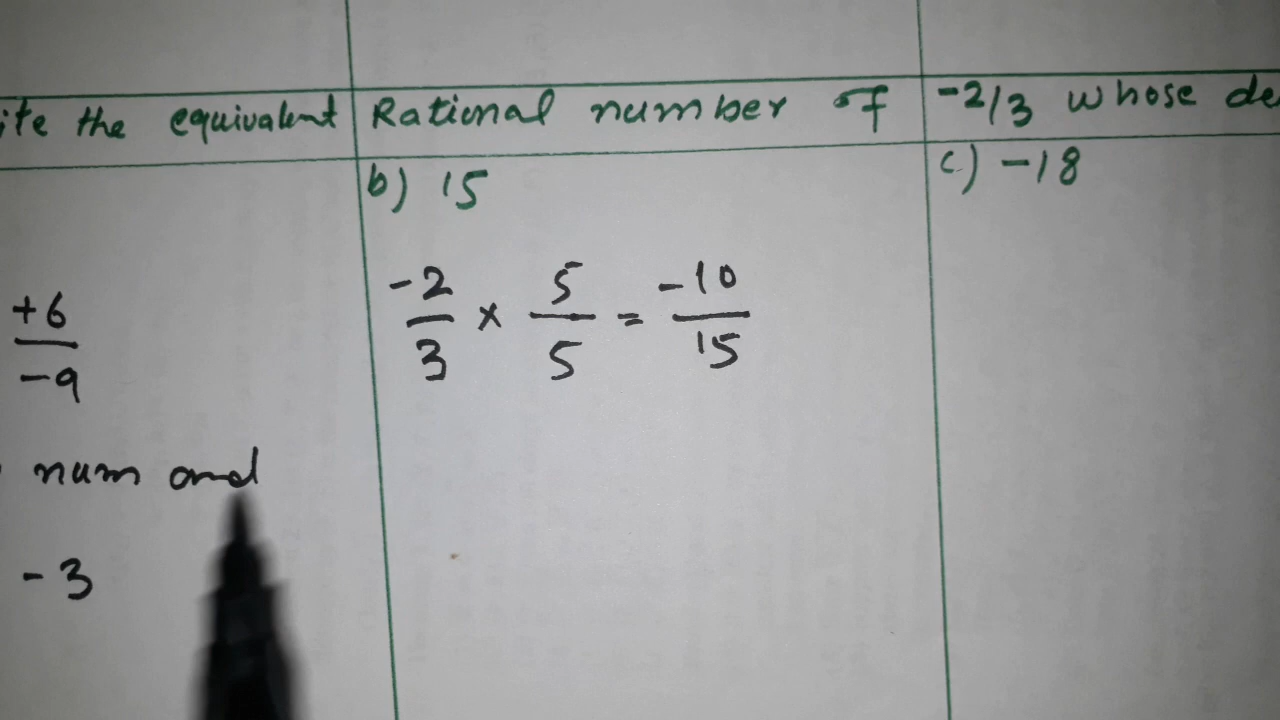 ite the equivalent Rational number of -2/3 whose de
b) 15
c) -18
+6
-9
num and
-3
-2/3 × 5/5 = -10/15